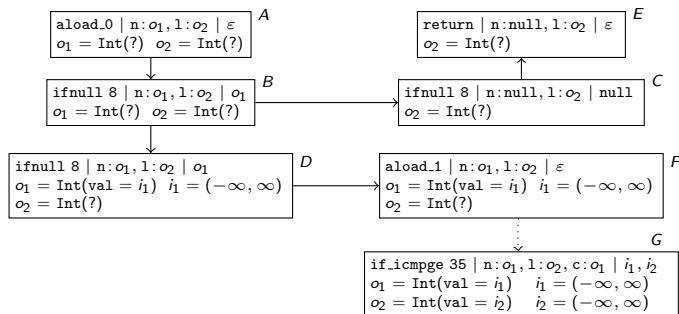 A
aload_0 | n:o₁, l:o₂ | ε
o₁ = Int(?) o₂ = Int(?)
E
return | n:null, l:o₂ | ε
o₂ = Int(?)
B
ifnull 8 | n:o₁, l:o₂ | o₁
o₁ = Int(?) o₂ = Int(?)
C
ifnull 8 | n:null, l:o₂ | null
o₂ = Int(?)
D
ifnull 8 | n:o₁, l:o₂ | o₁
o₁ = Int(val = i₁) i₁ = (−∞, ∞)
o₂ = Int(?)
F
aload_1 | n:o₁, l:o₂ | ε
o₁ = Int(val = i₁) i₁ = (−∞, ∞)
o₂ = Int(?)
G
if_icmpge 35 | n:o₁, l:o₂, c:o₁ | i₁, i₂
o₁ = Int(val = i₁) i₁ = (−∞, ∞)
o₂ = Int(val = i₂) i₂ = (−∞, ∞)